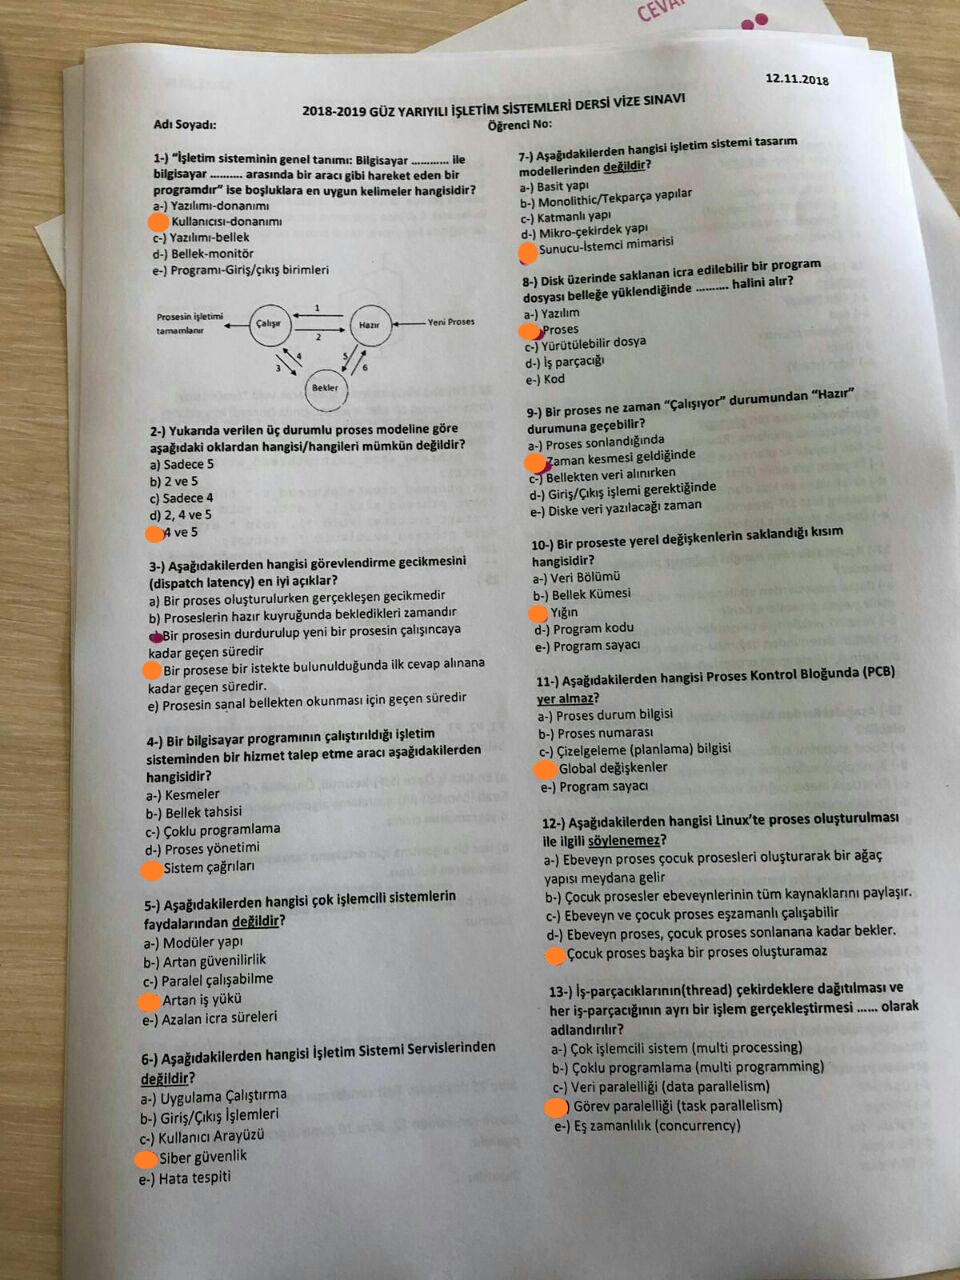 CEVAP
12.11.2018
2018-2019 GÜZ YARIYILI İŞLETİM SİSTEMLERİ DERSİ VİZE SINAVI
Adı Soyadı:
Öğrenci No:
1-) “İşletim sisteminin genel tanımı: Bilgisayar ............ ile
bilgisayar .......... arasında bir aracı gibi hareket eden bir
programdır” ise boşluklara en uygun kelimeler hangisidir?
a-) Yazılımı-donanımı
Kullanıcısı-donanımı
c-) Yazılımı-bellek
d-) Bellek-monitör
e-) Programı-Giriş/çıkış birimleri
Prosesin işletimi
tamamlanır
Çalışır
1
2
Hazır
Yeni Proses
3
4
5
6
Bekler
2-) Yukarıda verilen üç durumlu proses modeline göre
aşağıdaki oklardan hangisi/hangileri mümkün değildir?
a) Sadece 5
b) 2 ve 5
c) Sadece 4
d) 2, 4 ve 5
4 ve 5
3-) Aşağıdakilerden hangisi görevlendirme gecikmesini
(dispatch latency) en iyi açıklar?
a) Bir proses oluşturulurken gerçekleşen gecikmedir
b) Proseslerin hazır kuyruğunda bekledikleri zamandır
Bir prosesin durdurulup yeni bir prosesin çalışıncaya
kadar geçen süredir
Bir prosese bir istekte bulunulduğunda ilk cevap alınana
kadar geçen süredir.
e) Prosesin sanal bellekten okunması için geçen süredir
4-) Bir bilgisayar programının çalıştırıldığı işletim
sisteminden bir hizmet talep etme aracı aşağıdakilerden
hangisidir?
a-) Kesmeler
b-) Bellek tahsisi
c-) Çoklu programlama
d-) Proses yönetimi
Sistem çağrıları
5-) Aşağıdakilerden hangisi çok işlemcili sistemlerin
faydalarından değildir?
a-) Modüler yapı
b-) Artan güvenilirlik
c-) Paralel çalışabilme
Artan iş yükü
e-) Azalan icra süreleri
6-) Aşağıdakilerden hangisi İşletim Sistemi Servislerinden
değildir?
a-) Uygulama Çalıştırma
b-) Giriş/Çıkış İşlemleri
c-) Kullanıcı Arayüzü
Siber güvenlik
e-) Hata tespiti
7-) Aşağıdakilerden hangisi işletim sistemi tasarım
modellerinden değildir?
a-) Basit yapı
b-) Monolithic/Tekparça yapılar
c-) Katmanlı yapı
d-) Mikro-çekirdek yapı
Sunucu-İstemci mimarisi
8-) Disk üzerinde saklanan icra edilebilir bir program
dosyası belleğe yüklendiğinde .......... halini alır?
a-) Yazılım
Proses
c-) Yürütülebilir dosya
d-) İş parçacığı
e-) Kod
9-) Bir proses ne zaman “Çalışıyor” durumundan “Hazır”
durumuna geçebilir?
a-) Proses sonlandığında
Zaman kesmesi geldiğinde
c-) Bellekten veri alınırken
d-) Giriş/Çıkış işlemi gerektiğinde
e-) Diske veri yazılacağı zaman
10-) Bir proseste yerel değişkenlerin saklandığı kısım
hangisidir?
a-) Veri Bölümü
b-) Bellek Kümesi
Yığın
d-) Program kodu
e-) Program sayacı
11-) Aşağıdakilerden hangisi Proses Kontrol Bloğunda (PCB)
yer almaz?
a-) Proses durum bilgisi
b-) Proses numarası
c-) Çizelgeleme (planlama) bilgisi
Global değişkenler
e-) Program sayacı
12-) Aşağıdakilerden hangisi Linux’te proses oluşturulması
ile ilgili söylenemez?
a-) Ebeveyn proses çocuk prosesleri oluşturarak bir ağaç
yapısı meydana gelir
b-) Çocuk prosesler ebeveynlerinin tüm kaynaklarını paylaşır.
c-) Ebeveyn ve çocuk proses eşzamanlı çalışabilir
d-) Ebeveyn proses, çocuk proses sonlanana kadar bekler.
Çocuk proses başka bir proses oluşturamaz
13-) İş-parçacıklarının(thread) çekirdeklere dağıtılması ve
her iş-parçacığının ayrı bir işlem gerçekleştirmesi ...... olarak
adlandırılır?
a-) Çok işlemcili sistem (multi processing)
b-) Çoklu programlama (multi programming)
c-) Veri paralelliği (data parallelism)
) Görev paralelliği (task parallelism)
e-) Eş zamanlılık (concurrency)